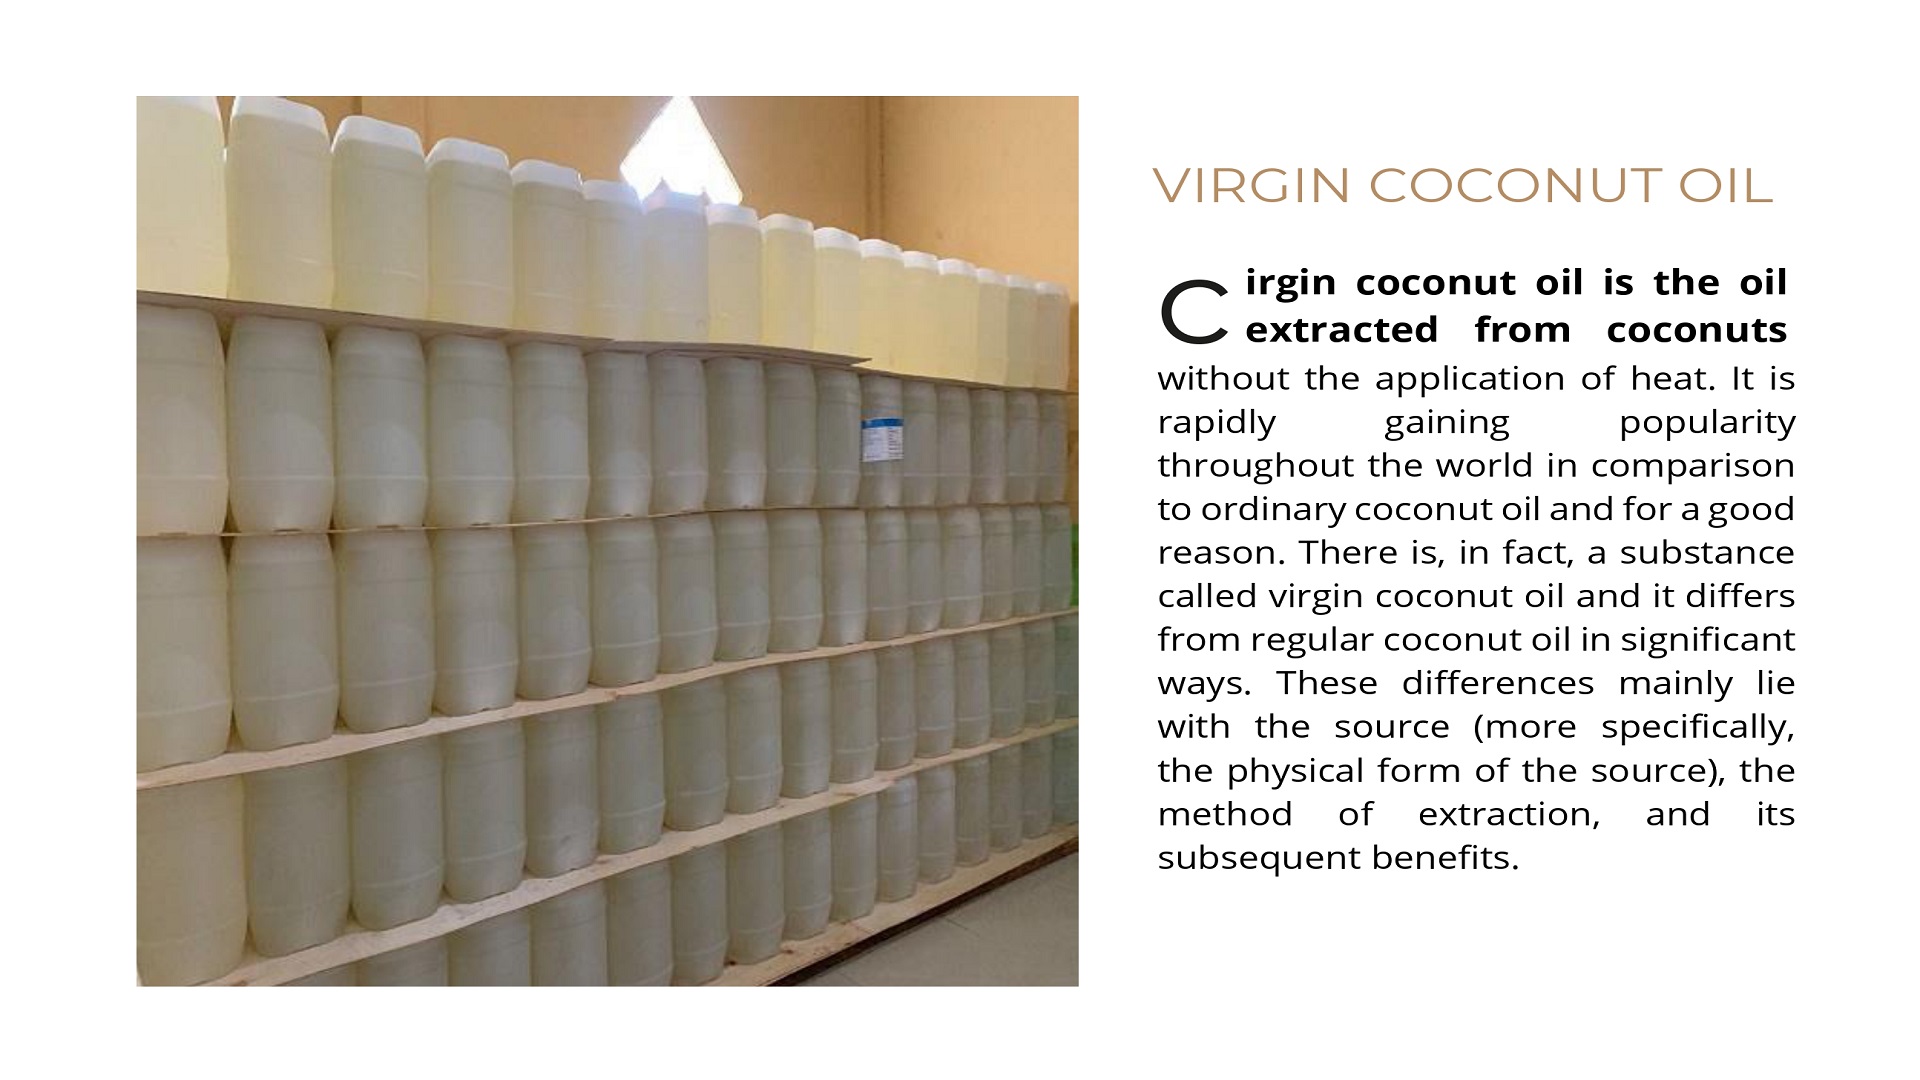 VIRGIN COCONUT OIL
C irgin coconut oil is the oil
extracted from coconuts
without the application of heat. It is
rapidly gaining popularity
throughout the world in comparison
to ordinary coconut oil and for a good
reason. There is, in fact, a substance
called virgin coconut oil and it differs
from regular coconut oil in significant
ways. These differences mainly lie
with the source (more specifically,
the physical form of the source), the
method of extraction, and its
subsequent benefits.